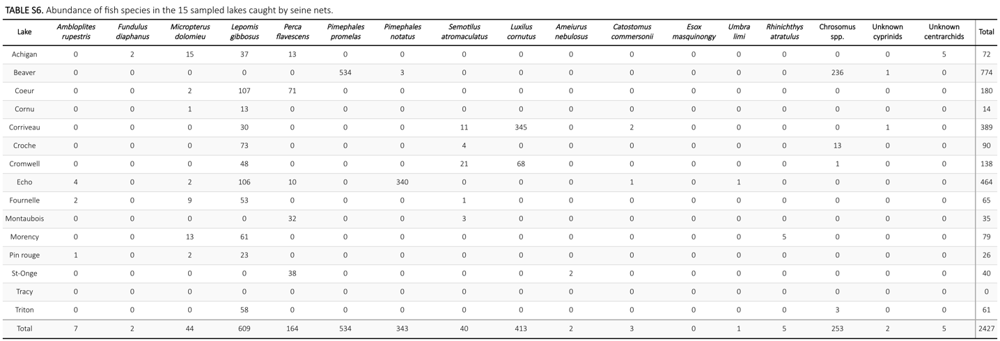 TABLE S6. Abundance of fish species in the 15 sampled lakes caught by seine nets.
Lake Ambloplites rupestris Fundulus diaphanus Micropterus dolomieu Lepomis gibbosus Perca flavescens Pimephales promelas Pimephales notatus Semotilus atromaculatus Luxilus cornutus Ameiurus nebulosus Catostomus commersonii Esox masquinongy Umbra limi Rhinichthys atratulus Chrosomus spp. Unknown cyprinids Unknown centrarchids Total
Achigan 0 2 15 37 13 0 0 0 0 0 0 0 0 0 0 0 5 72
Beaver 0 0 0 0 0 534 3 0 0 0 0 0 0 0 236 1 0 774
Coeur 0 0 2 107 71 0 0 0 0 0 0 0 0 0 0 0 0 180
Cornu 0 0 1 13 0 0 0 0 0 0 0 0 0 0 0 0 0 14
Corriveau 0 0 0 30 0 0 0 11 345 0 2 0 0 0 0 1 0 389
Croche 0 0 0 73 0 0 0 4 0 0 0 0 0 0 13 0 0 90
Cromwell 0 0 0 48 0 0 0 21 68 0 0 0 0 0 1 0 0 138
Echo 4 0 2 106 10 0 340 0 0 0 1 0 1 0 0 0 0 464
Fournelle 2 0 9 53 0 0 0 1 0 0 0 0 0 0 0 0 0 65
Montaubois 0 0 0 0 32 0 0 3 0 0 0 0 0 0 0 0 0 35
Morency 0 0 13 61 0 0 0 0 0 0 0 0 0 5 0 0 0 79
Pin rouge 1 0 2 23 0 0 0 0 0 0 0 0 0 0 0 0 0 26
St-Onge 0 0 0 0 38 0 0 0 0 2 0 0 0 0 0 0 0 40
Tracy 0 0 0 0 0 0 0 0 0 0 0 0 0 0 0 0 0 0
Triton 0 0 0 58 0 0 0 0 0 0 0 0 0 0 3 0 0 61
Total 7 2 44 609 164 534 343 40 413 2 3 0 1 5 253 2 5 2427